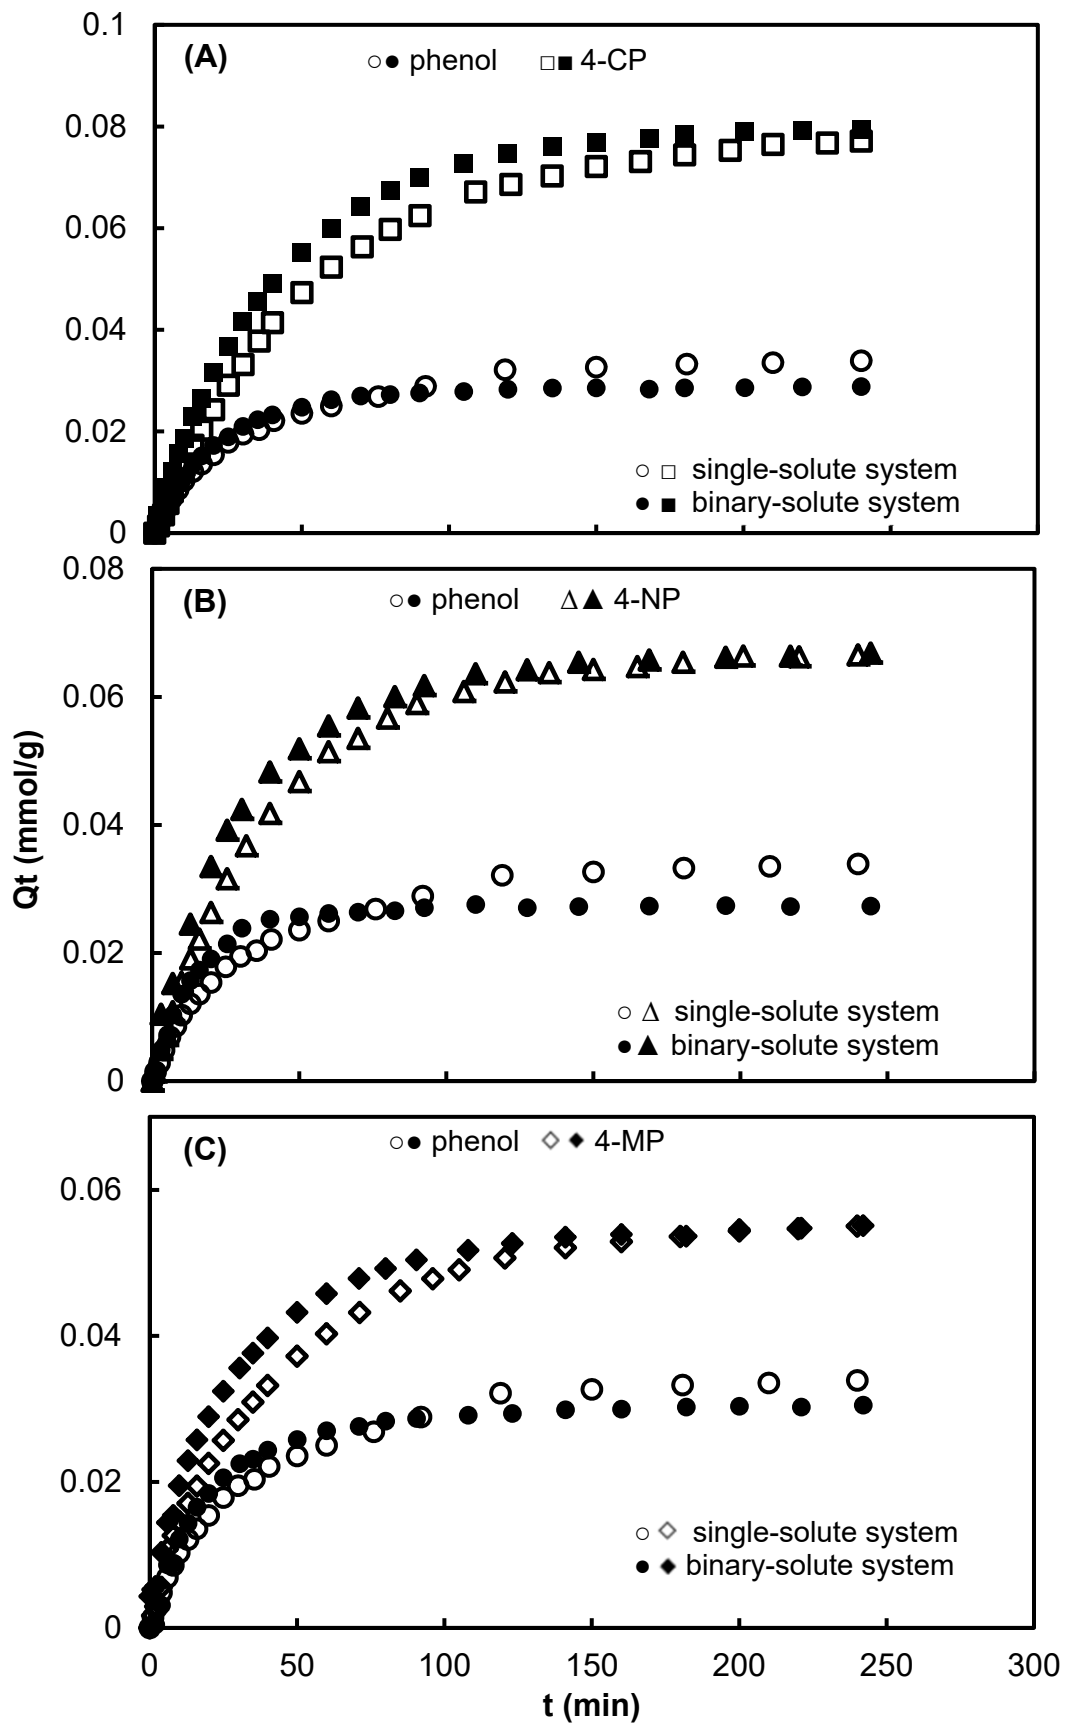 0.1
(A)
○● phenol □■ 4-CP
0.08
0.06
0.04
0.02
○ □ single-solute system
● ■ binary-solute system
0
0.08
(B)
○● phenol △▲ 4-NP
0.06
0.04
0.02
○ △ single-solute system
● ▲ binary-solute system
0
Qt (mmol/g)
(C)
○● phenol ◇ ◆ 4-MP
0.06
0.04
0.02
○ ◇ single-solute system
● ◆ binary-solute system
0
0 50 100 150 200 250 300
t (min)